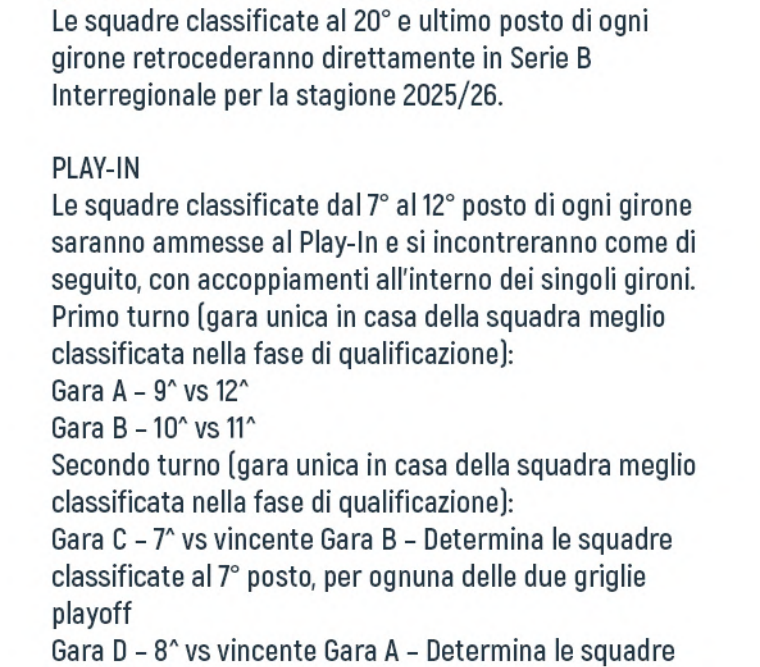 Le squadre classificate al 20° e ultimo posto di ogni
girone retrocederanno direttamente in Serie B
Interregionale per la stagione 2025/26.
PLAY-IN
Le squadre classificate dal 7° al 12° posto di ogni girone
saranno ammesse al Play-In e si incontreranno come di
seguito, con accoppiamenti all'interno dei singoli gironi.
Primo turno (gara unica in casa della squadra meglio
classificata nella fase di qualificazione):
Gara A – 9^ vs 12^
Gara B – 10^ vs 11^
Secondo turno (gara unica in casa della squadra meglio
classificata nella fase di qualificazione):
Gara C – 7^ vs vincente Gara B – Determina le squadre
classificate al 7° posto, per ognuna delle due griglie
playoff
Gara D – 8^ vs vincente Gara A – Determina le squadre